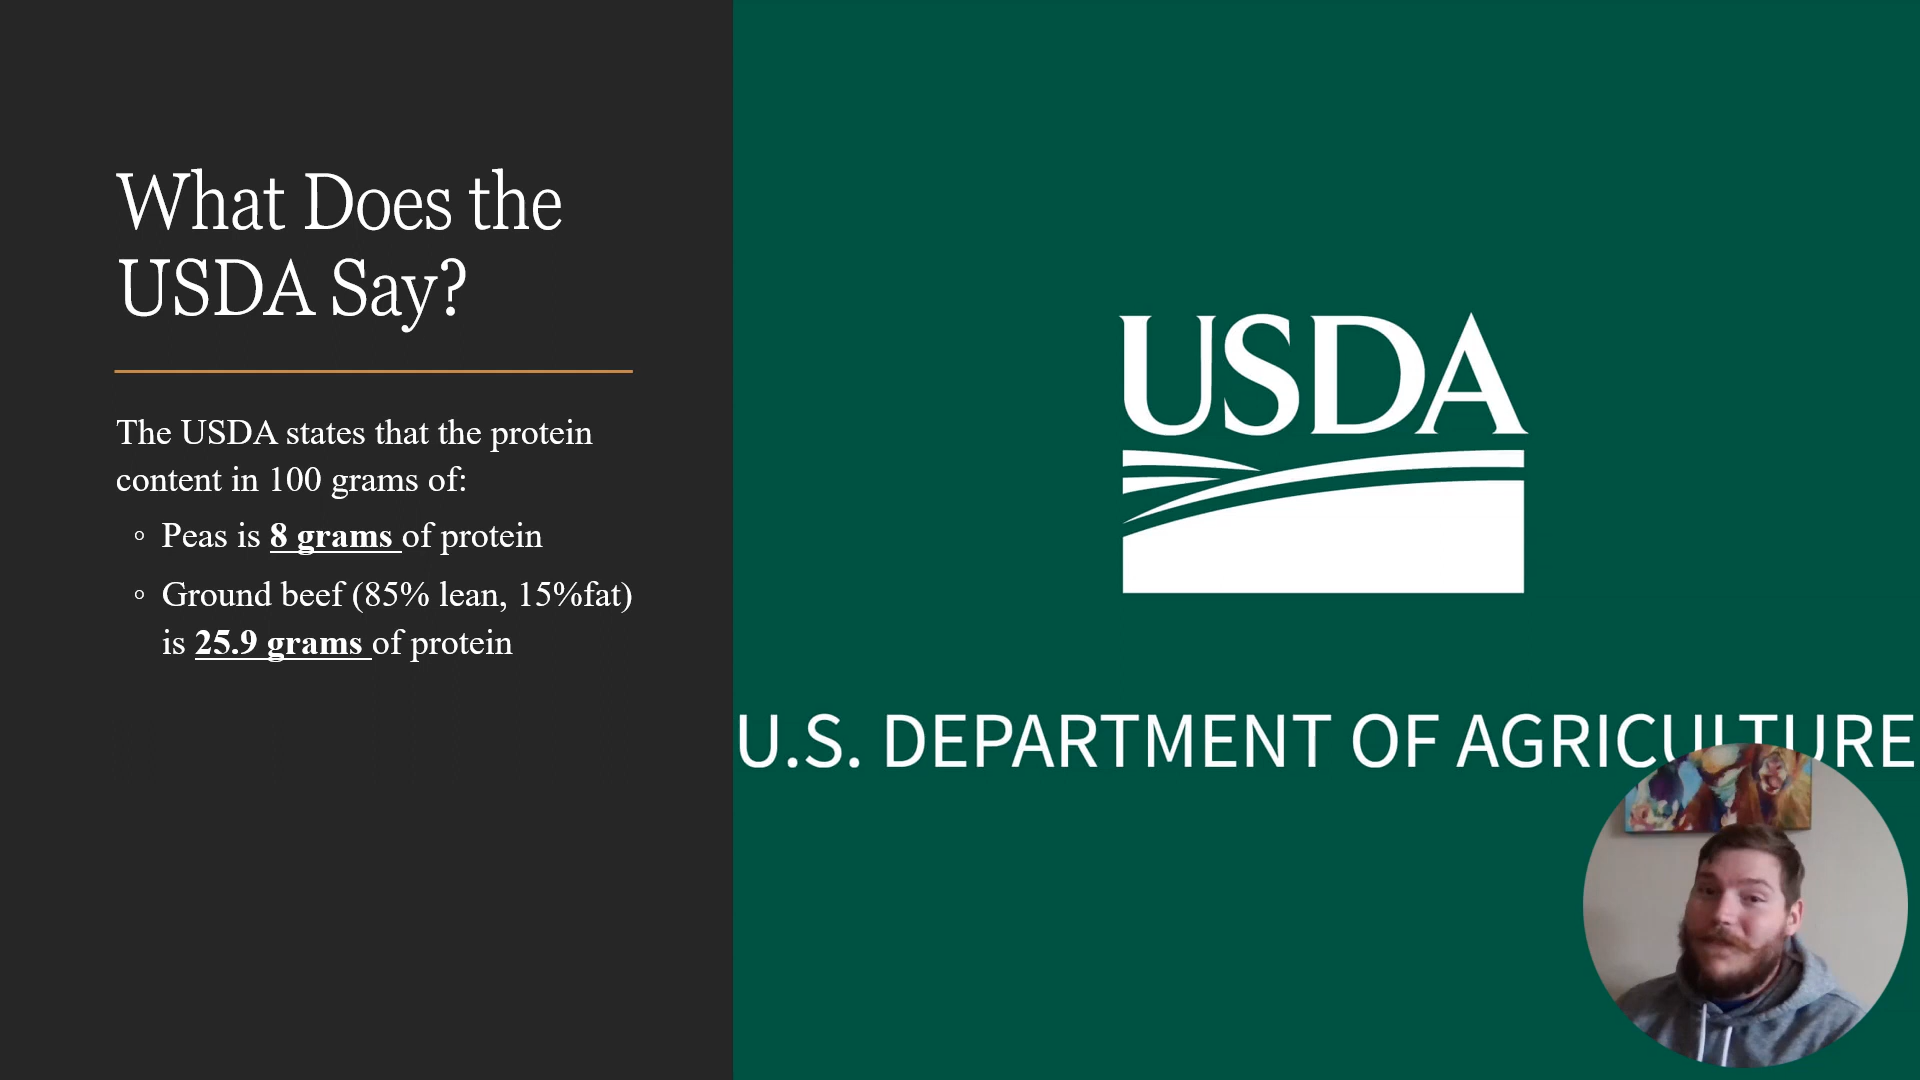 What Does the
USDA Say?
The USDA states that the protein
content in 100 grams of:
◦ Peas is 8 grams of protein
◦ Ground beef (85% lean, 15%fat)
is 25.9 grams of protein
USDA
U.S. DEPARTMENT OF AGRICULTURE